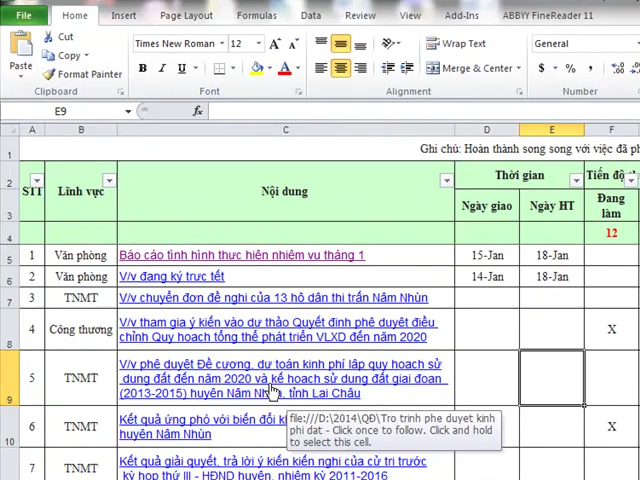 File Home Insert Page Layout Formulas Data Review View Add-Ins ABBYY FineReader 11
Paste
Cut
Copy
Format Painter
Clipboard
Times New Roman 12 A A
B I U A
Font
Wrap Text
Merge & Center
Alignment
General
$ % ,
Number
E9 fx
A B C D E F
1 Ghi chú: Hoàn thành song song với việc đã
2 STT Lĩnh vực Nội dung Thời gian Tiến độ
3 Ngày giao Ngày HT Đang làm
4 12
5 1 Văn phòng Báo cáo tình hình thực hiện nhiệm vụ tháng 1 15-Jan 18-Jan
6 2 Văn phòng V/v đang ký trực tết 14-Jan 18-Jan
7 3 TNMT V/v chuyển đơn đề nghị của 13 hộ dân thị trấn Nậm Nhùn
8 4 Công thương V/v tham gia ý kiến vào dự thảo Quyết định phê duyệt điều X
chỉnh Quy hoạch tổng thể phát triển VLXD đến năm 2020
9 5 TNMT V/v phê duyệt Đề cương, dự toán kinh phí lập quy hoạch sử
dụng đất đến năm 2020 và kế hoạch sử dụng đất giai đoạn
(2013-2015) huyện Nậm Nhùn, tỉnh Lai Châu
10 6 TNMT Kết quả ứng phó với biến đổi X
huyện Nậm Nhùn
file:///D:\2014\QĐ\Tro trinh phe duyet kinh
phi dat - Click once to follow. Click and hold
to select this cell.
7 TNMT Kết quả giải quyết, trả lời ý kiến kiến nghị của cử tri trước
kỳ họp thứ III - HĐND huyện, nhiệm kỳ 2011-2016